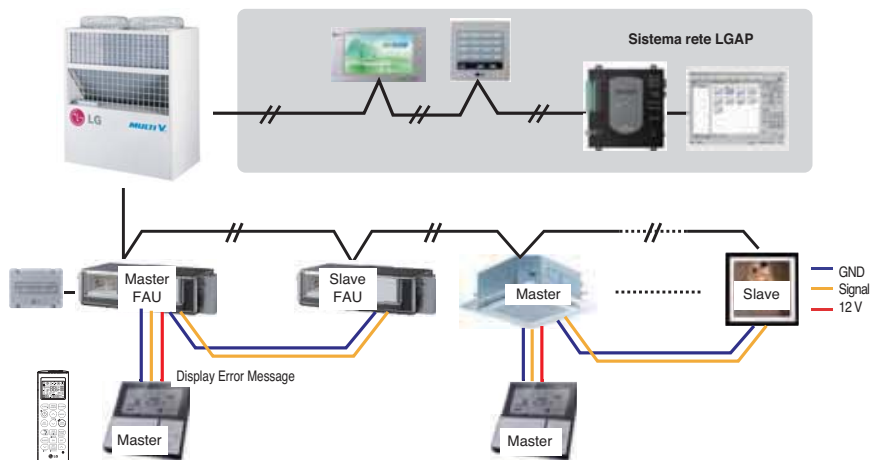 Sistema rete LGAP
LG
MULTI V.
Master
FAU
Slave
FAU
Master
Slave
GND
Signal
12 V
Display Error Message
Master
Master
LG